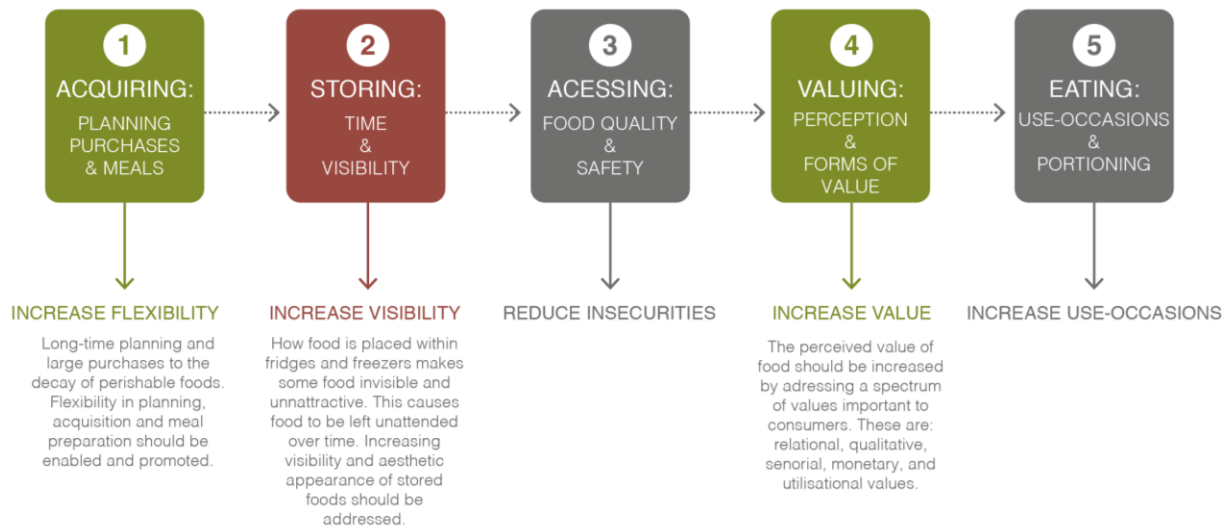 1
ACQUIRING:
PLANNING
PURCHASES
& MEALS
2
STORING:
TIME
&
VISIBILITY
3
ACESSING:
FOOD QUALITY
&
SAFETY
4
VALUING:
PERCEPTION
&
FORMS OF
VALUE
5
EATING:
USE-OCCASIONS
&
PORTIONING
INCREASE FLEXIBILITY
Long-time planning and
large purchases to the
decay of perishable foods.
Flexibility in planning,
acquisition and meal
preparation should be
enabled and promoted.
INCREASE VISIBILITY
How food is placed within
fridges and freezers makes
some food invisible and
unnattractive. This causes
food to be left unattended
over time. Increasing
visibility and aesthetic
appearance of stored
foods should be
addressed.
REDUCE INSECURITIES
INCREASE VALUE
The perceived value of
food should be increased
by adressing a spectrum
of values important to
consumers. These are:
relational, qualitative,
senorial, monetary, and
utilisational values.
INCREASE USE-OCCASIONS